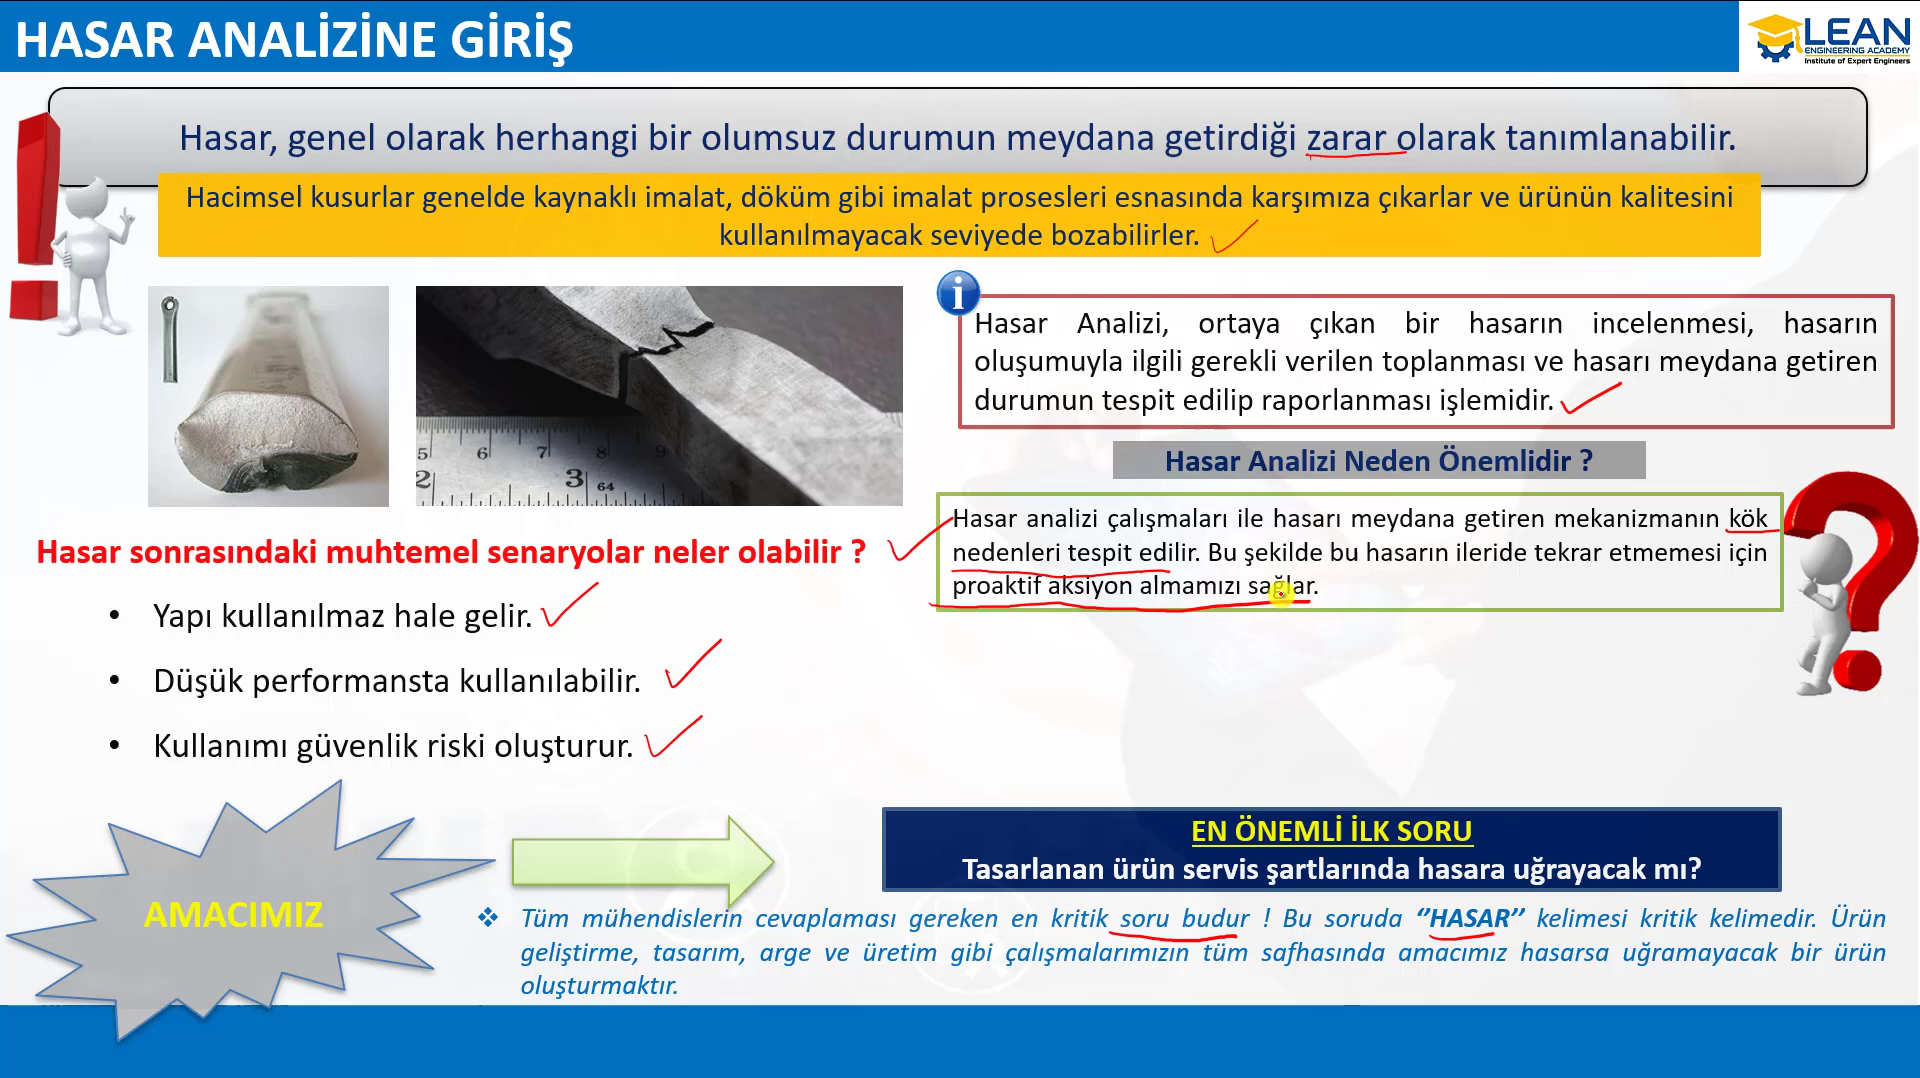 HASAR ANALİZİNE GİRİŞ
LEAN
ENGINEERING ACADEMY
Institute of Expert Engineers
Hasar, genel olarak herhangi bir olumsuz durumun meydana getirdiği zarar olarak tanımlanabilir.
Hacimsel kusurlar genelde kaynaklı imalat, döküm gibi imalat prosesleri esnasında karşımıza çıkarlar ve ürünün kalitesini
kullanılmayacak seviyede bozabilirler.
5 6 7 8 9
2 3 64
i
Hasar Analizi, ortaya çıkan bir hasarın incelenmesi, hasarın
oluşumuyla ilgili gerekli verilen toplanması ve hasarı meydana getiren
durumun tespit edilip raporlanması işlemidir.
Hasar Analizi Neden Önemlidir ?
Hasar analizi çalışmaları ile hasarı meydana getiren mekanizmanın kök
nedenleri tespit edilir. Bu şekilde bu hasarın ileride tekrar etmemesi için
proaktif aksiyon almamızı sağlar.
Hasar sonrasındaki muhtemel senaryolar neler olabilir ?
• Yapı kullanılmaz hale gelir.
• Düşük performansta kullanılabilir.
• Kullanımı güvenlik riski oluşturur.
AMACIMIZ
EN ÖNEMLİ İLK SORU
Tasarlanan ürün servis şartlarında hasara uğrayacak mı?
❖ Tüm mühendislerin cevaplaması gereken en kritik soru budur ! Bu soruda ‘’HASAR’’ kelimesi kritik kelimedir. Ürün
geliştirme, tasarım, arge ve üretim gibi çalışmalarımızın tüm safhasında amacımız hasarsa uğramayacak bir ürün
oluşturmaktır.